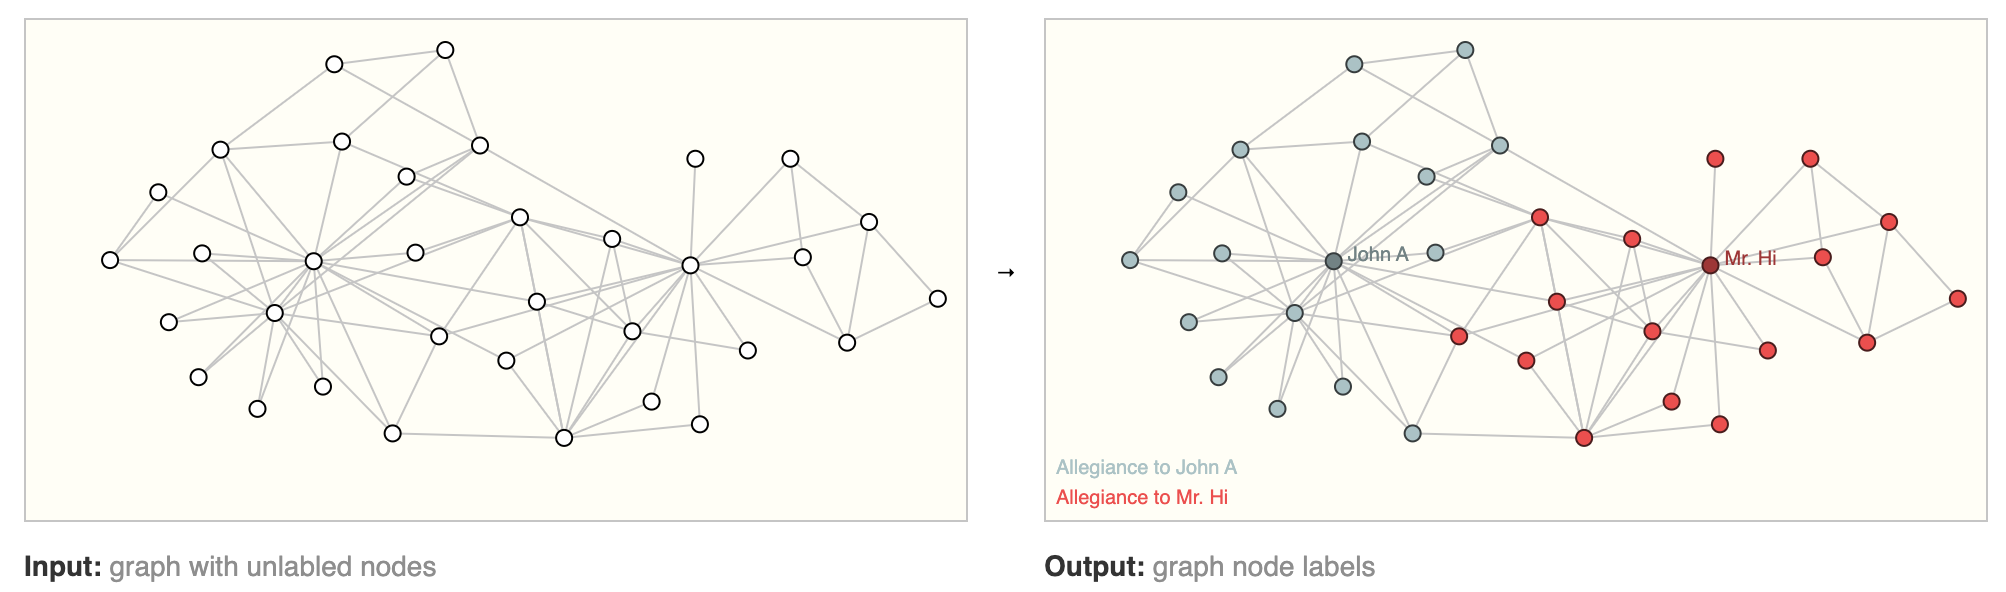 →
John A
Mr. Hi
Allegiance to John A
Allegiance to Mr. Hi
Input: graph with unlabled nodes
Output: graph node labels